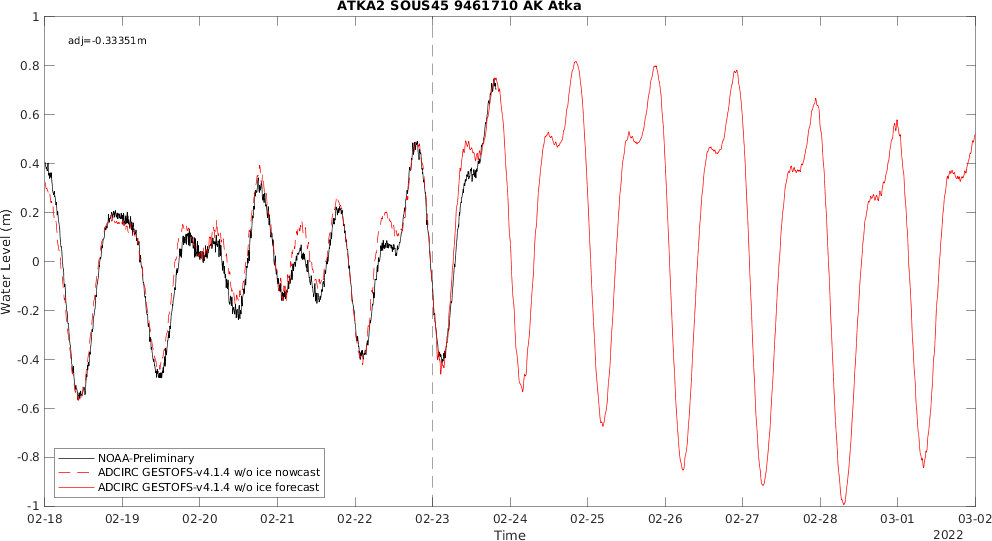 ATKA2 SOUS45 9461710 AK Atka
adj=-0.33351m
1
0.8
0.6
0.4
0.2
0
-0.2
-0.4
-0.6
-0.8
-1
Water Level (m)
NOAA-Preliminary
ADCIRC GESTOFS-v4.1.4 w/o ice nowcast
ADCIRC GESTOFS-v4.1.4 w/o ice forecast
02-18 02-19 02-20 02-21 02-22 02-23 02-24 02-25 02-26 02-27 02-28 03-01 03-02
Time
2022